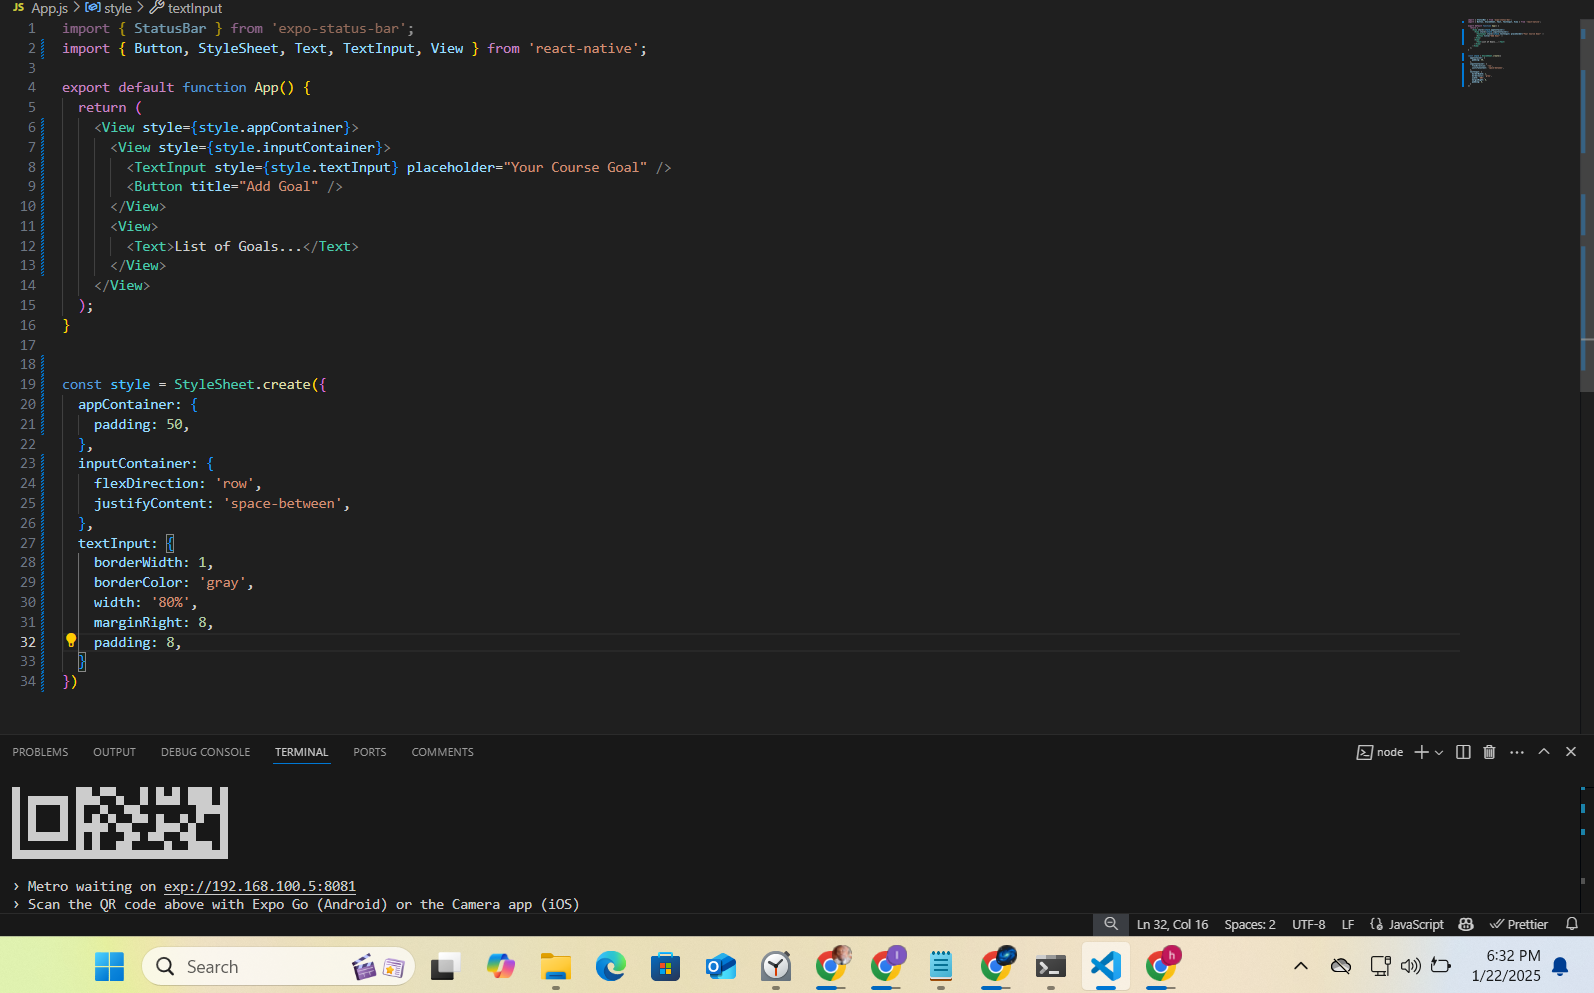 JS App.js > style > textInput
1 import { StatusBar } from 'expo-status-bar';
2 import { Button, StyleSheet, Text, TextInput, View } from 'react-native';
3
4 export default function App() {
5 return (
6 <View style={style.appContainer}>
7 <View style={style.inputContainer}>
8 <TextInput style={style.textInput} placeholder="Your Course Goal" />
9 <Button title="Add Goal" />
10 </View>
11 <View>
12 <Text>List of Goals...</Text>
13 </View>
14 </View>
15 );
16 }
17
18
19 const style = StyleSheet.create({
20 appContainer: {
21 padding: 50,
22 },
23 inputContainer: {
24 flexDirection: 'row',
25 justifyContent: 'space-between',
26 },
27 textInput: {
28 borderWidth: 1,
29 borderColor: 'gray',
30 width: '80%',
31 marginRight: 8,
32 padding: 8,
33 }
34 })
PROBLEMS OUTPUT DEBUG CONSOLE TERMINAL PORTS COMMENTS
node
› Metro waiting on exp://192.168.100.5:8081
› Scan the QR code above with Expo Go (Android) or the Camera app (iOS)
Ln 32, Col 16 Spaces: 2 UTF-8 LF {} JavaScript Prettier
Search
6:32 PM
1/22/2025